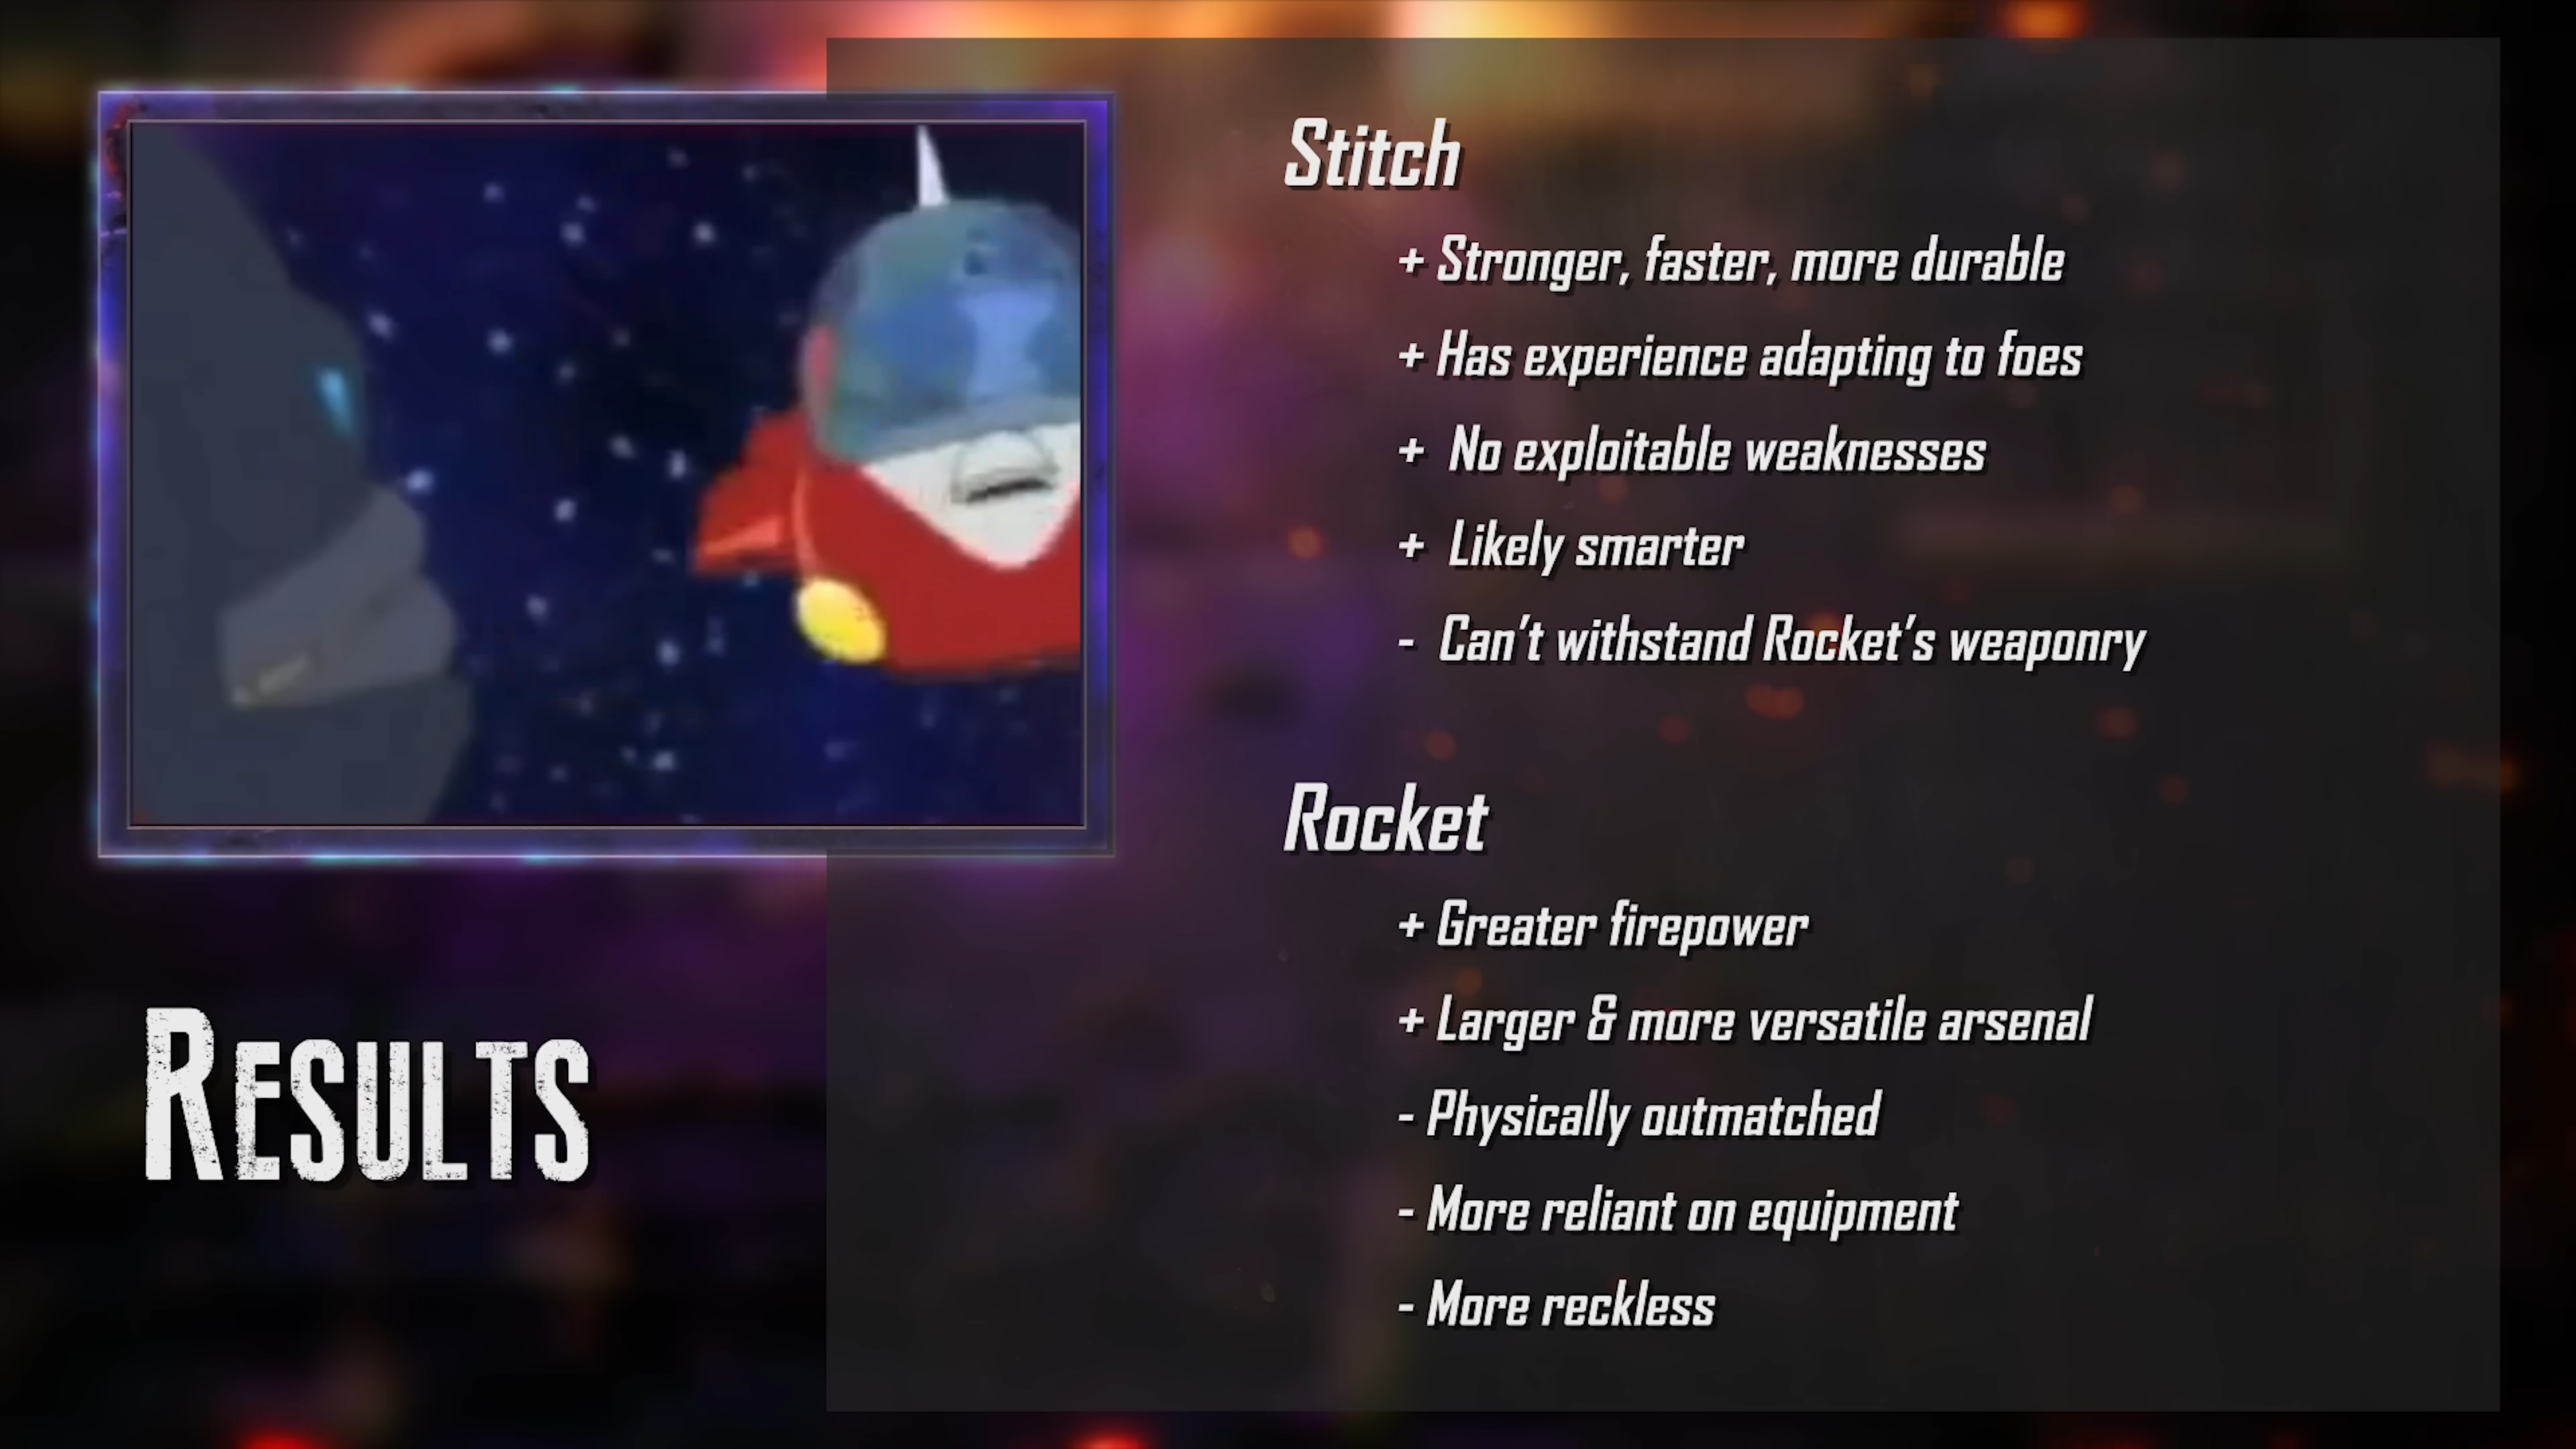 Stitch
+ Stronger, faster, more durable
+ Has experience adapting to foes
+ No exploitable weaknesses
+ Likely smarter
- Can't withstand Rocket's weaponry
Rocket
+ Greater firepower
+ Larger & more versatile arsenal
- Physically outmatched
- More reliant on equipment
- More reckless
RESULTS